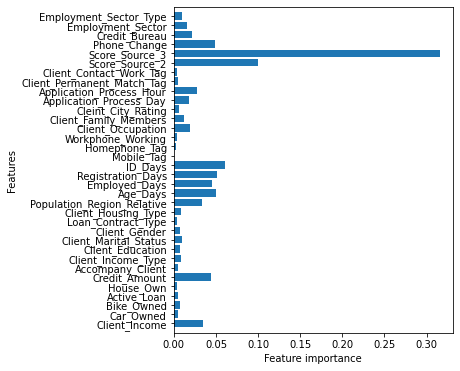 Employment_Sector_Type
Employment_Sector
Credit_Bureau
Phone_Change
Score_Source_3
Score_Source_2
Client_Contact_Work_Tag
Client_Permanent_Match_Tag
Application_Process_Hour
Application_Process_Day
Cleint_City_Rating
Client_Family_Members
Client_Occupation
Workphone_Working
Homephone_Tag
Mobile_Tag
ID_Days
Registration_Days
Employed_Days
Age_Days
Population_Region_Relative
Client_Housing_Type
Loan_Contract_Type
Client_Gender
Client_Marital_Status
Client_Education
Client_Income_Type
Accompany_Client
Credit_Amount
House_Own
Active_Loan
Bike_Owned
Car_Owned
Client_Income
Features
0.00 0.05 0.10 0.15 0.20 0.25 0.30
Feature importance